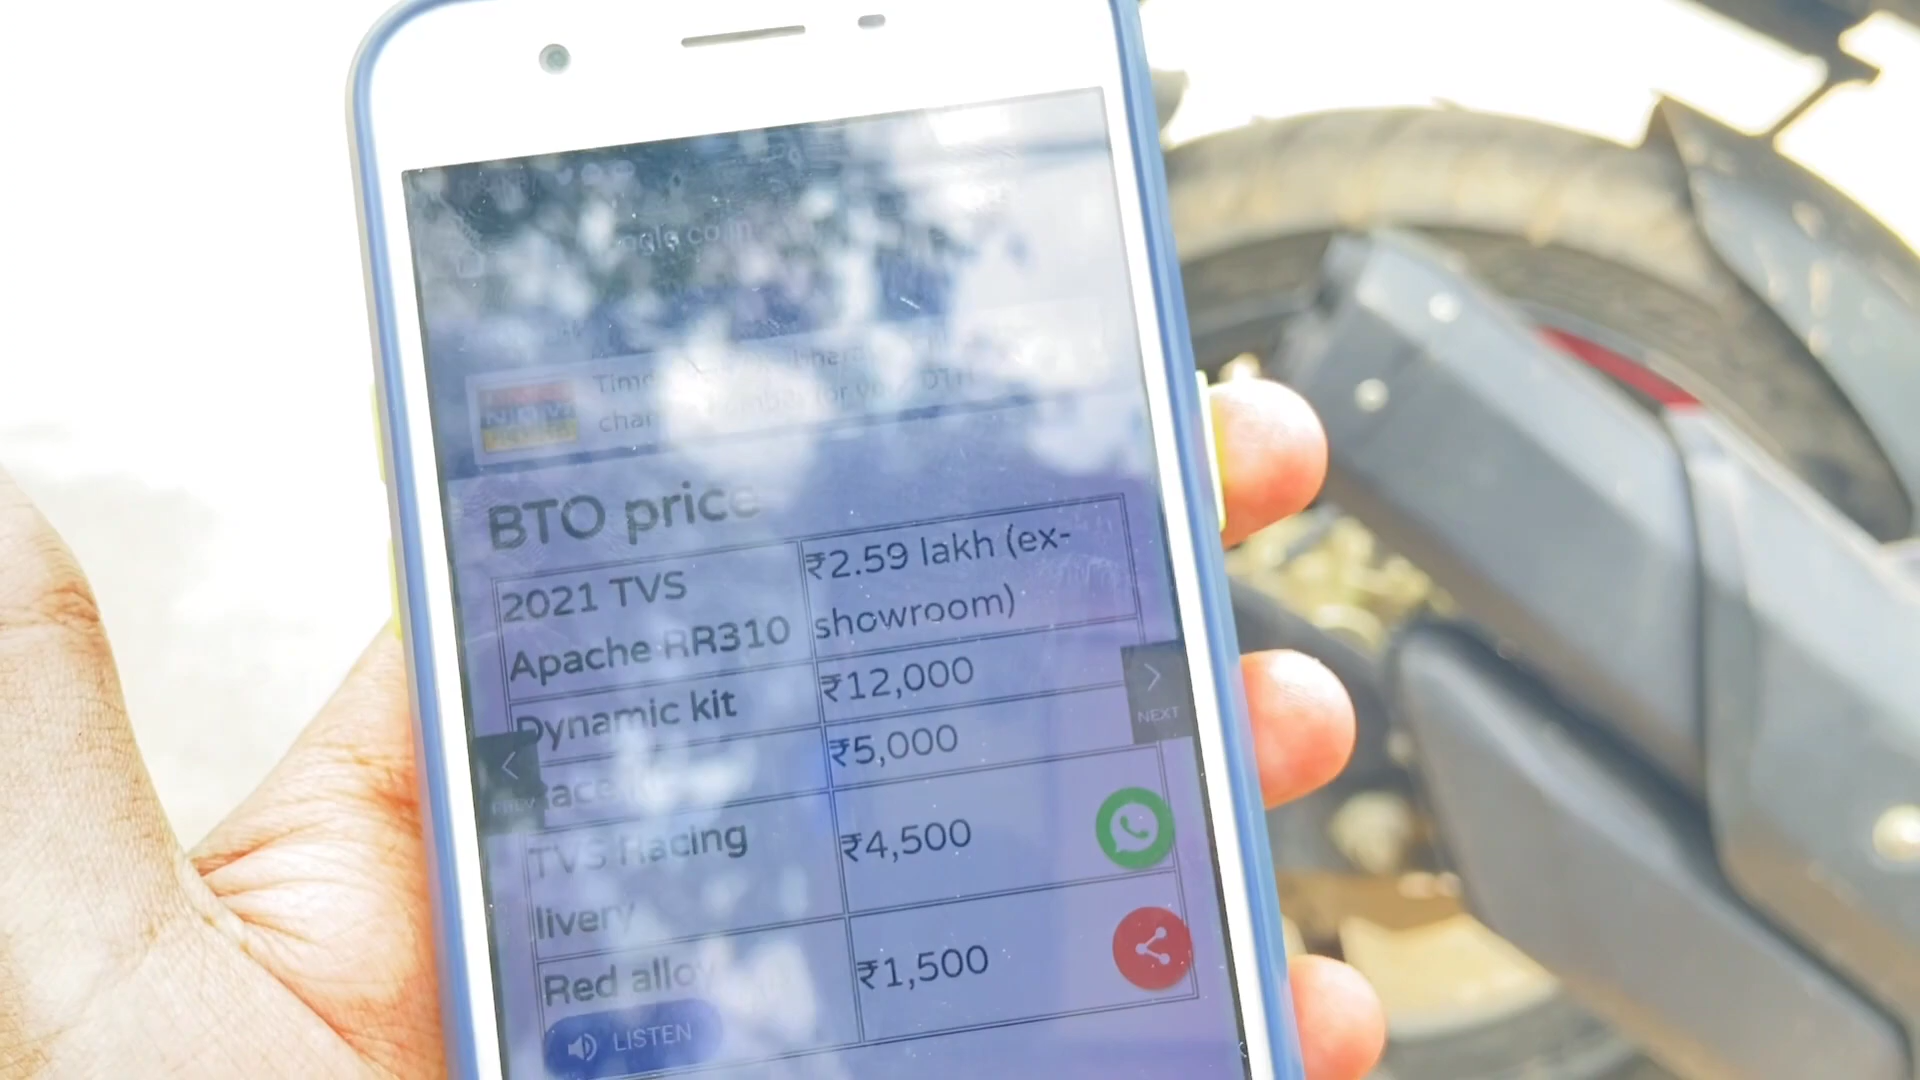 BTO price
2021 TVS
Apache RR310
₹2.59 lakh (ex-
showroom)
Dynamic kit
₹12,000
₹5,000
TVS Racing
livery
₹4,500
Red alloy
₹1,500
NEXT
PREV
LISTEN